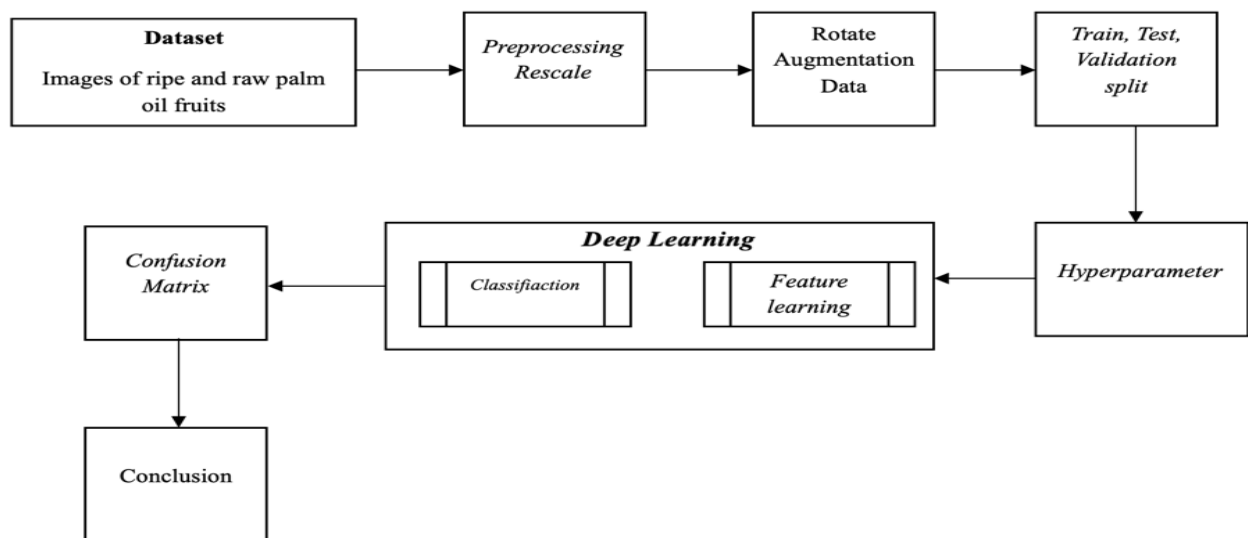 Dataset
Images of ripe and raw palm
oil fruits
Preprocessing
Rescale
Rotate
Augmentation
Data
Train, Test,
Validation
split
Hyperparameter
Deep Learning
Feature
learning
Classifiaction
Confusion
Matrix
Conclusion